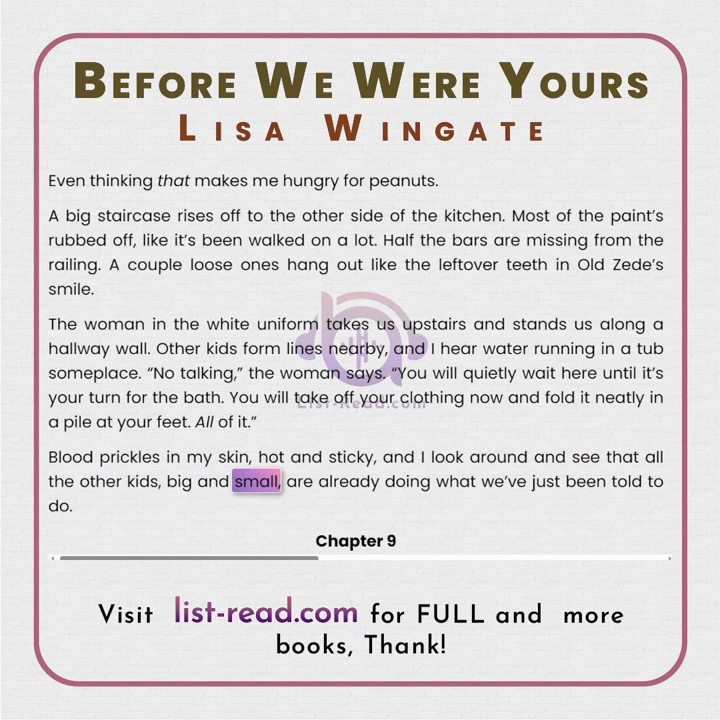 Before We Were Yours
Lisa Wingate
Even thinking that makes me hungry for peanuts.
A big staircase rises off to the other side of the kitchen. Most of the paint’s
rubbed off, like it’s been walked on a lot. Half the bars are missing from the
railing. A couple loose ones hang out like the leftover teeth in Old Zede’s
smile.
The woman in the white uniform takes us upstairs and stands us along a
hallway wall. Other kids form lines nearby, and I hear water running in a tub
someplace. “No talking,” the woman says. “You will quietly wait here until it’s
your turn for the bath. You will take off your clothing now and fold it neatly in
List-Read.com
a pile at your feet. All of it.”
Blood prickles in my skin, hot and sticky, and I look around and see that all
the other kids, big and small, are already doing what we’ve just been told to
do.
Chapter 9
Visit list-read.com for FULL and more
books, Thank!